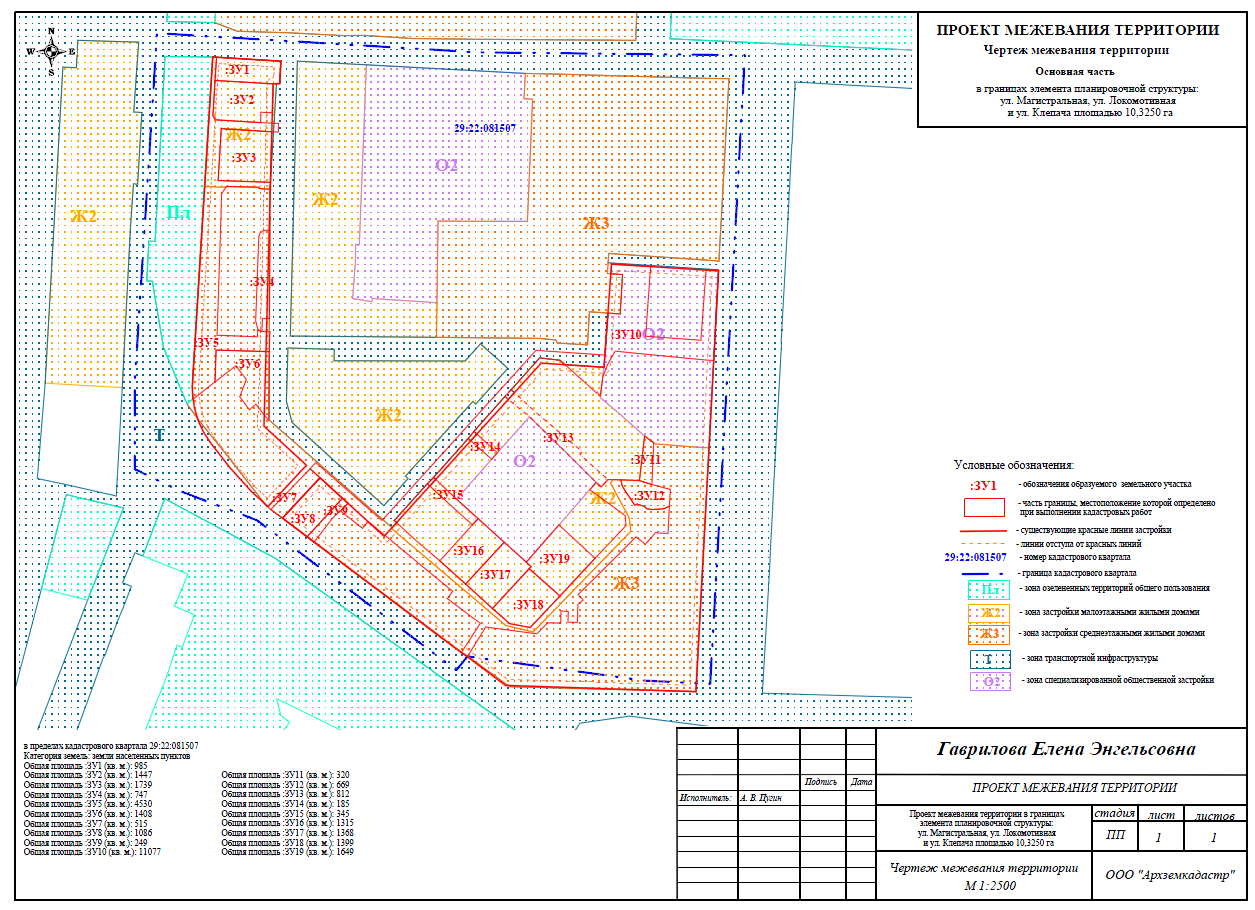 N
W E
S
ПРОЕКТ МЕЖЕВАНИЯ ТЕРРИТОРИИ
Чертеж межевания территории
Основная часть
в границах элемента планировочной структуры:
ул. Магистральная, ул. Локомотивная
и ул. Клепача площадью 10,3250 га
:ЗУ1
:ЗУ2
Ж2
:ЗУ3
29:22:081507
О2
Ж2
Ж2
Пл
Ж3
:ЗУ4
:ЗУ5
:ЗУ6
:ЗУ10
О2
Ж2
Т
:ЗУ13
:ЗУ14
О2
:ЗУ11
:ЗУ15
Ж2
:ЗУ12
:ЗУ7
:ЗУ8
:ЗУ9
:ЗУ16
:ЗУ19
:ЗУ17
Ж3
:ЗУ18
Условные обозначения:
:ЗУ1 - обозначения образуемого земельного участка
- часть границы, местоположение которой определено
при выполнении кадастровых работ
- существующие красные линии застройки
- линии отступа от красных линий
29:22:081507 - номер кадастрового квартала
- граница кадастрового квартала
Пл - зона озелененных территорий общего пользования
Ж2 - зона застройки малоэтажными жилыми домами
Ж3 - зона застройки среднеэтажными жилыми домами
Т - зона транспортной инфраструктуры
О2 - зона специализированной общественной застройки
в пределах кадастрового квартала 29:22:081507
Категория земель: земли населенных пунктов
Общая площадь :ЗУ1 (кв. м.): 985
Общая площадь :ЗУ2 (кв. м.): 1447
Общая площадь :ЗУ3 (кв. м.): 1739
Общая площадь :ЗУ4 (кв. м.): 747
Общая площадь :ЗУ5 (кв. м.): 4530
Общая площадь :ЗУ6 (кв. м.): 1408
Общая площадь :ЗУ7 (кв. м.): 515
Общая площадь :ЗУ8 (кв. м.): 1086
Общая площадь :ЗУ9 (кв. м.): 249
Общая площадь :ЗУ10 (кв. м.): 11077
Общая площадь :ЗУ11 (кв. м.): 320
Общая площадь :ЗУ12 (кв. м.): 669
Общая площадь :ЗУ13 (кв. м.): 812
Общая площадь :ЗУ14 (кв. м.): 185
Общая площадь :ЗУ15 (кв. м.): 345
Общая площадь :ЗУ16 (кв. м.): 1315
Общая площадь :ЗУ17 (кв. м.): 1368
Общая площадь :ЗУ18 (кв. м.): 1399
Общая площадь :ЗУ19 (кв. м.): 1649
Гаврилова Елена Энгельсовна
Подпись Дата
ПРОЕКТ МЕЖЕВАНИЯ ТЕРРИТОРИИ
Исполнитель: А. В. Пугин
Проект межевания территории в границах
элемента планировочной структуры:
ул. Магистральная, ул. Локомотивная
и ул. Клепача площадью 10,3250 га
стадия лист листов
ПП 1 1
Чертеж межевания территории
М 1:2500
ООО "Архземкадастр"